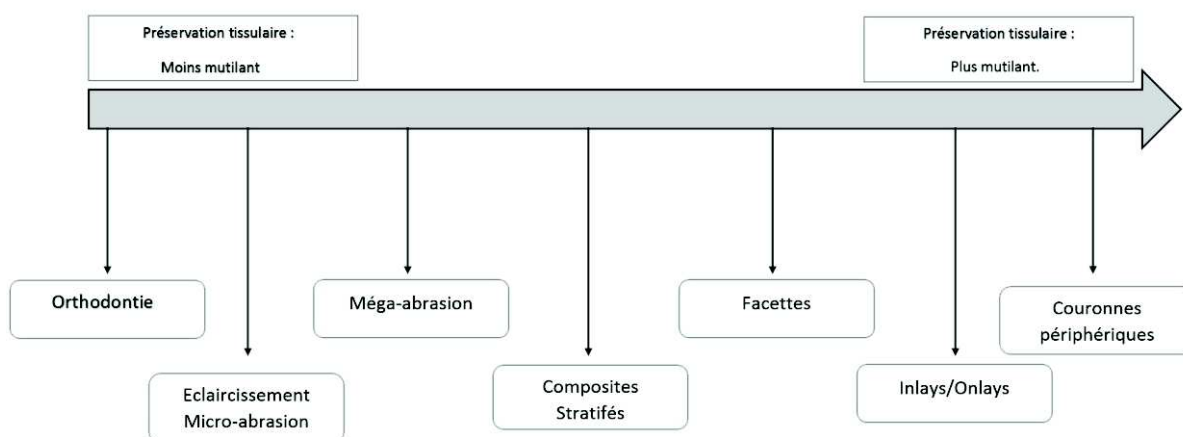 Préservation tissulaire :
Moins mutilant
Préservation tissulaire :
Plus mutilant.
Orthodontie
Eclaircissement
Micro-abrasion
Méga-abrasion
Composites
Stratifés
Facettes
Inlays/Onlays
Couronnes
périphériques